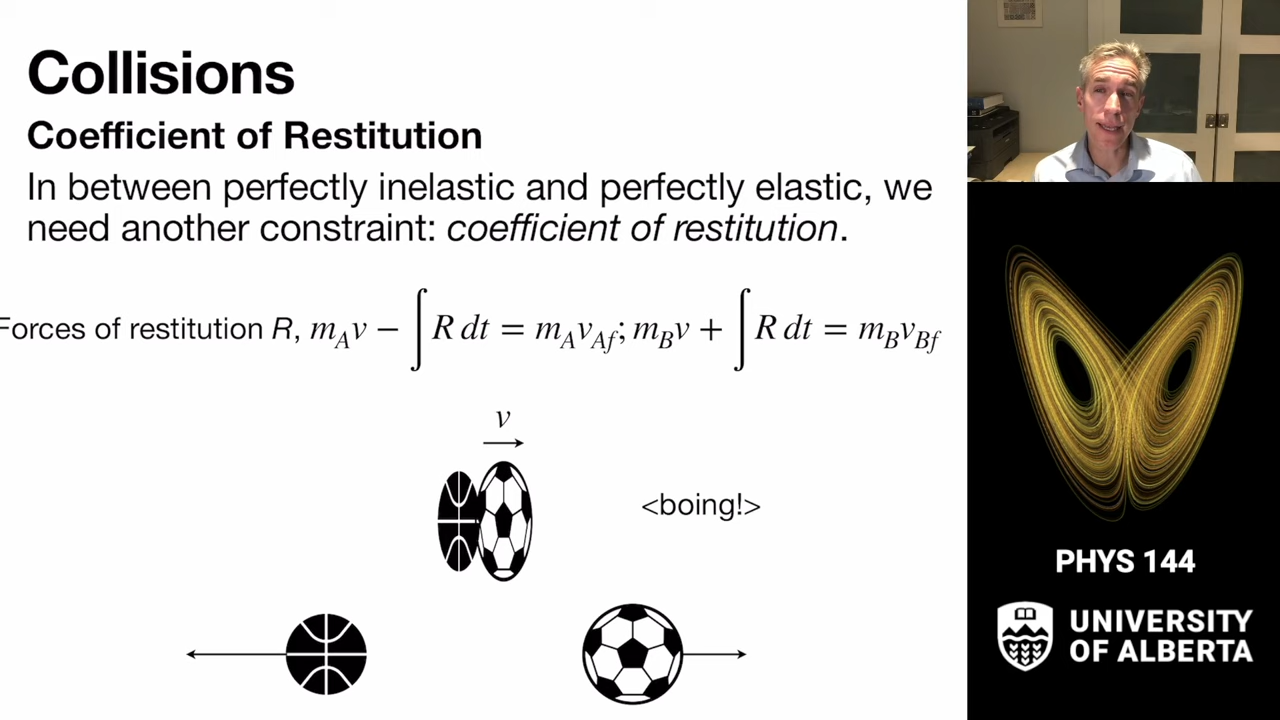 Collisions
Coefficient of Restitution
In between perfectly inelastic and perfectly elastic, we
need another constraint: coefficient of restitution.
Forces of restitution R, m_A v − ∫ R dt = m_A v_Af; m_B v + ∫ R dt = m_B v_Bf
v
<boing!>
PHYS 144
UNIVERSITY
OF ALBERTA